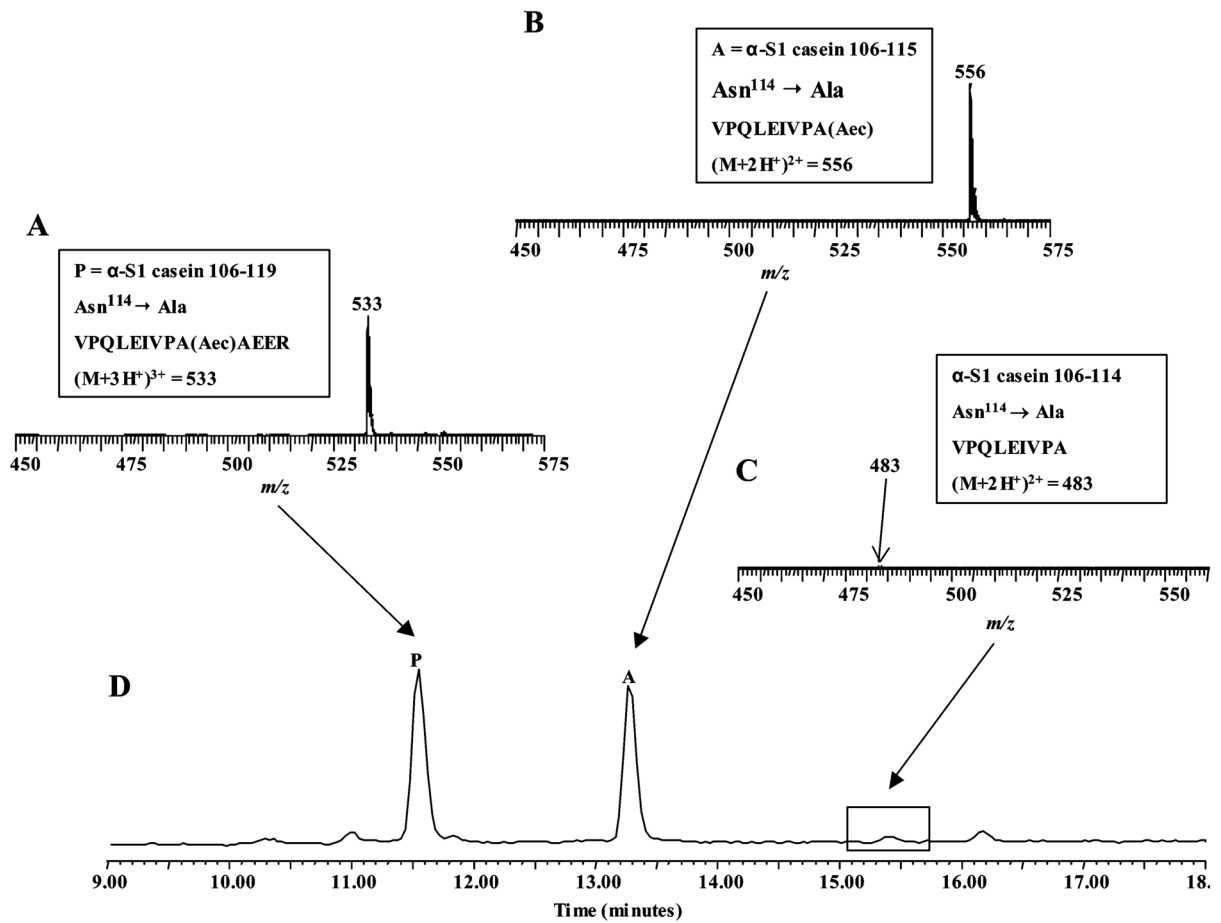 B
A = α-S1 casein 106-115
Asn¹¹⁴ → Ala
VPQLEIVPA(Aec)
(M+2H⁺)²⁺ = 556
556
450 475 500 525 550 575
m/z
A
P = α-S1 casein 106-119
Asn¹¹⁴ → Ala
VPQLEIVPA(Aec)AEER
(M+3H⁺)³⁺ = 533
533
450 475 500 525 550 575
m/z
C
α-S1 casein 106-114
Asn¹¹⁴ → Ala
VPQLEIVPA
(M+2H⁺)²⁺ = 483
483
450 475 500 525 550
m/z
D
P
A
9.00 10.00 11.00 12.00 13.00 14.00 15.00 16.00 17.00 18.
Time (minutes)